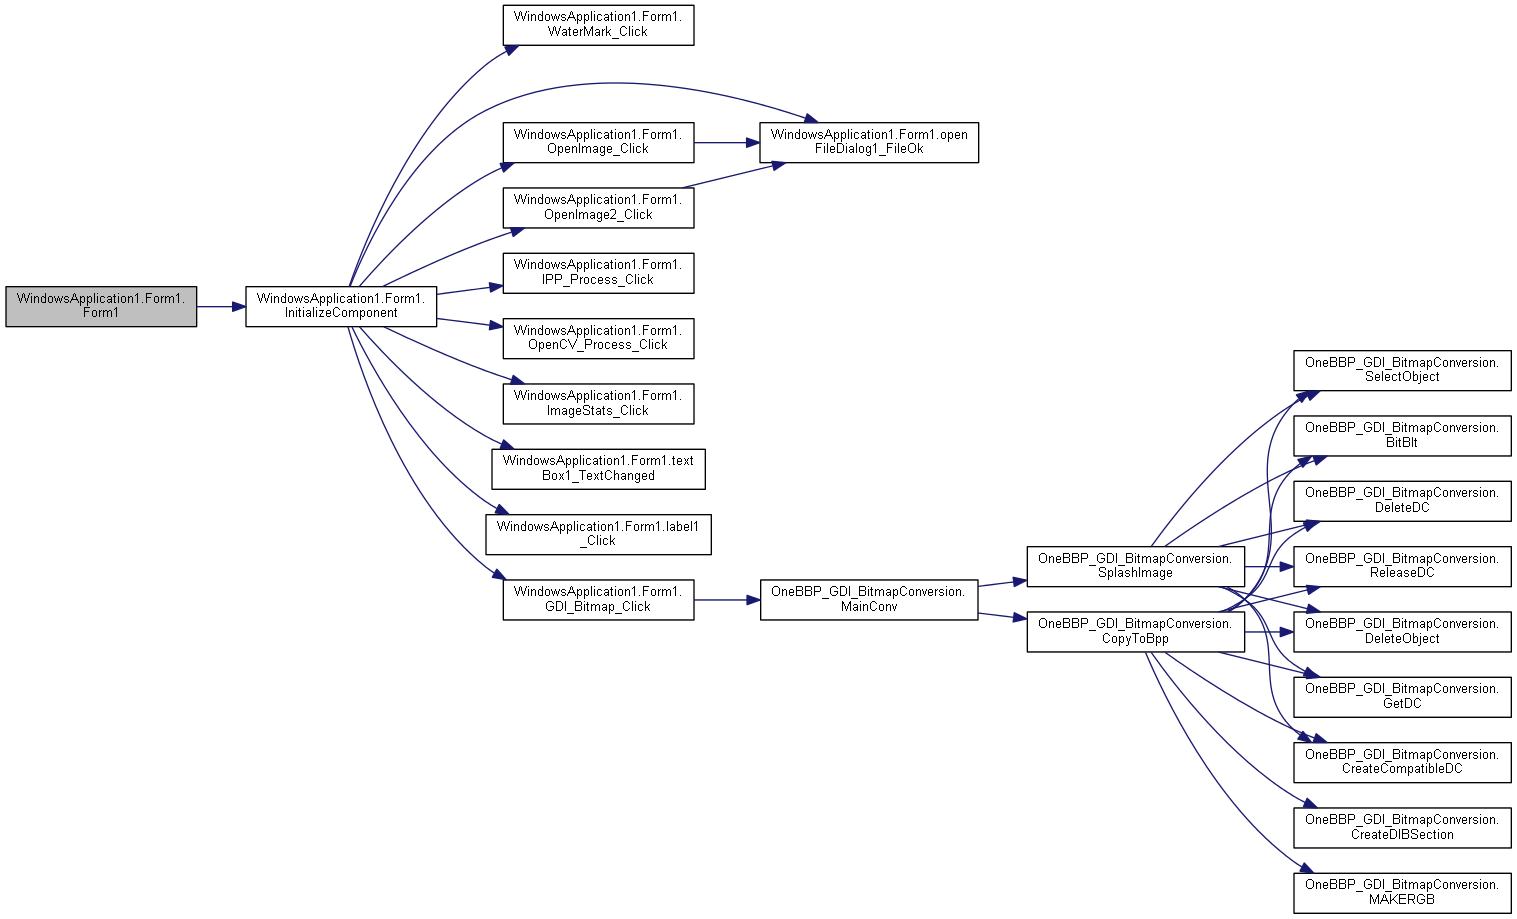 WindowsApplication1.Form1.
Form1
WindowsApplication1.Form1.
InitializeComponent
WindowsApplication1.Form1.
WaterMark_Click
WindowsApplication1.Form1.
OpenImage_Click
WindowsApplication1.Form1.
OpenImage2_Click
WindowsApplication1.Form1.
IPP_Process_Click
WindowsApplication1.Form1.
OpenCV_Process_Click
WindowsApplication1.Form1.
ImageStats_Click
WindowsApplication1.Form1.text
Box1_TextChanged
WindowsApplication1.Form1.label1
_Click
WindowsApplication1.Form1.
GDI_Bitmap_Click
WindowsApplication1.Form1.open
FileDialog1_FileOk
OneBBP_GDI_BitmapConversion.
MainConv
OneBBP_GDI_BitmapConversion.
SplashImage
OneBBP_GDI_BitmapConversion.
CopyToBpp
OneBBP_GDI_BitmapConversion.
SelectObject
OneBBP_GDI_BitmapConversion.
BitBlt
OneBBP_GDI_BitmapConversion.
DeleteDC
OneBBP_GDI_BitmapConversion.
ReleaseDC
OneBBP_GDI_BitmapConversion.
DeleteObject
OneBBP_GDI_BitmapConversion.
GetDC
OneBBP_GDI_BitmapConversion.
CreateCompatibleDC
OneBBP_GDI_BitmapConversion.
CreateDIBSection
OneBBP_GDI_BitmapConversion.
MAKERGB